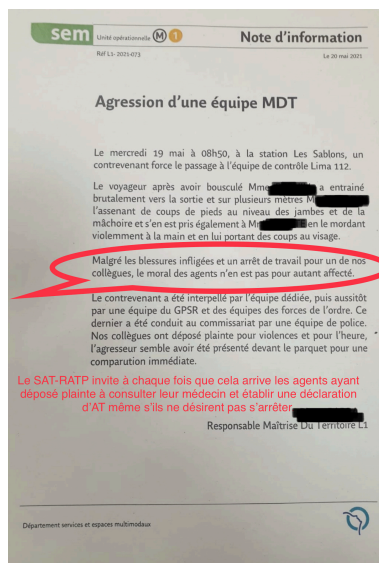 sem Unité opérationnelle M 1 Note d'information
Réf L1- 2021-073 Le 20 mai 2021
Agression d'une équipe MDT
Le mercredi 19 mai à 08h50, à la station Les Sablons, un
contrevenant force le passage à l'équipe de contrôle Lima 112.
Le voyageur après avoir bousculé Mme a entrainé
brutalement vers la sortie et sur plusieurs mètres M
l'assenant de coups de pieds au niveau des jambes et de la
mâchoire et s'en est pris également à M en le mordant
violemment à la main et en lui portant des coups au visage.
Malgré les blessures infligées et un arrêt de travail pour un de nos
collègues, le moral des agents n'en est pas pour autant affecté.
Le contrevenant a été interpellé par l'équipe dédiée, puis aussitôt
par une équipe du GPSR et des équipes des forces de l'ordre. Ce
dernier a été conduit au commissariat par une équipe de police.
Nos collègues ont déposé plainte pour violences et pour l'heure,
l'agresseur semble avoir été présenté devant le parquet pour une
comparution immédiate.
Le SAT-RATP invite à chaque fois que cela arrive les agents ayant
déposé plainte à consulter leur médecin et établir une déclaration
d'AT même s'ils ne désirent pas s'arrêter
Responsable Maîtrise Du Territoire L1
Département services et espaces multimodaux